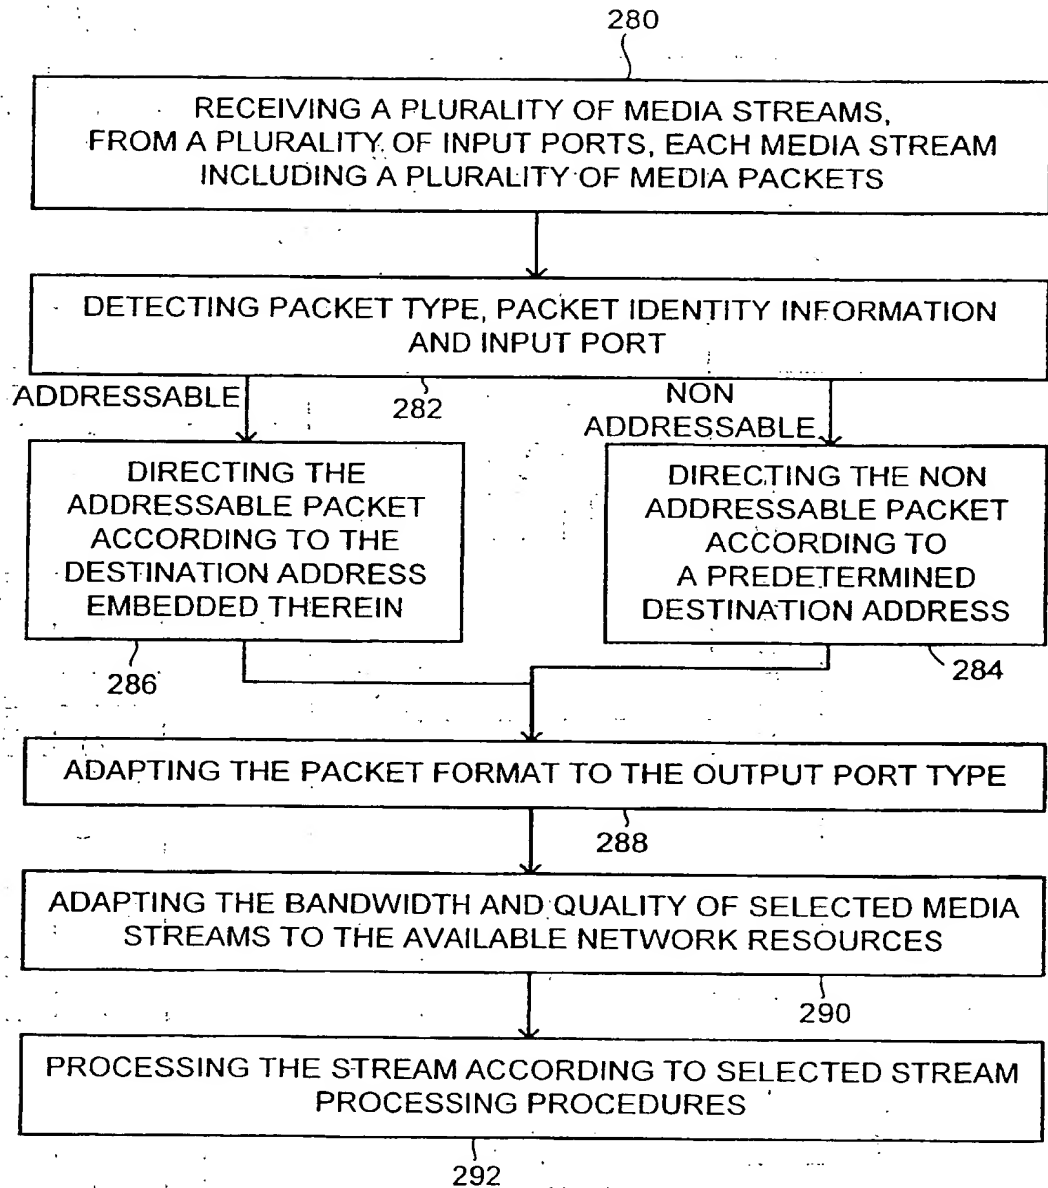 280
RECEIVING A PLURALITY OF MEDIA STREAMS,
FROM A PLURALITY OF INPUT PORTS, EACH MEDIA STREAM
INCLUDING A PLURALITY OF MEDIA PACKETS
DETECTING PACKET TYPE, PACKET IDENTITY INFORMATION
AND INPUT PORT
282
ADDRESSABLE
NON
ADDRESSABLE
DIRECTING THE
ADDRESSABLE PACKET
ACCORDING TO THE
DESTINATION ADDRESS
EMBEDDED THEREIN
286
DIRECTING THE NON
ADDRESSABLE PACKET
ACCORDING TO
A PREDETERMINED
DESTINATION ADDRESS
284
ADAPTING THE PACKET FORMAT TO THE OUTPUT PORT TYPE
288
ADAPTING THE BANDWIDTH AND QUALITY OF SELECTED MEDIA
STREAMS TO THE AVAILABLE NETWORK RESOURCES
290
PROCESSING THE STREAM ACCORDING TO SELECTED STREAM
PROCESSING PROCEDURES
292